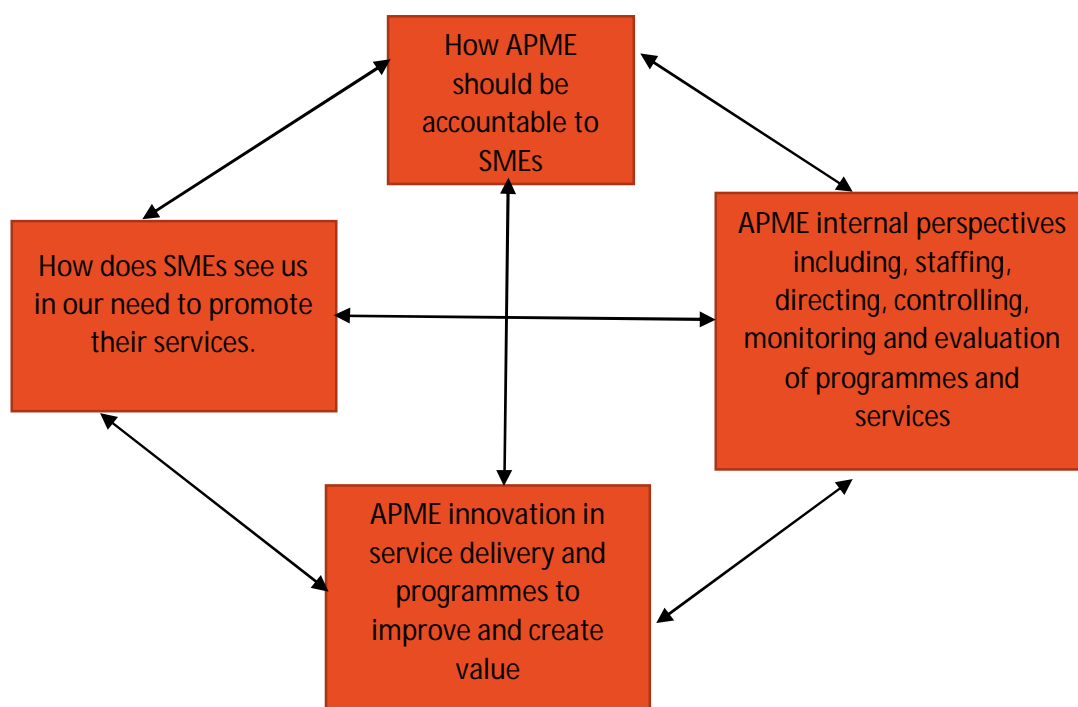 How APME
should be
accountable to
SMEs
How does SMEs see us
in our need to promote
their services.
APME internal perspectives
including, staffing,
directing, controlling,
monitoring and evaluation
of programmes and
services
APME innovation in
service delivery and
programmes to
improve and create
value